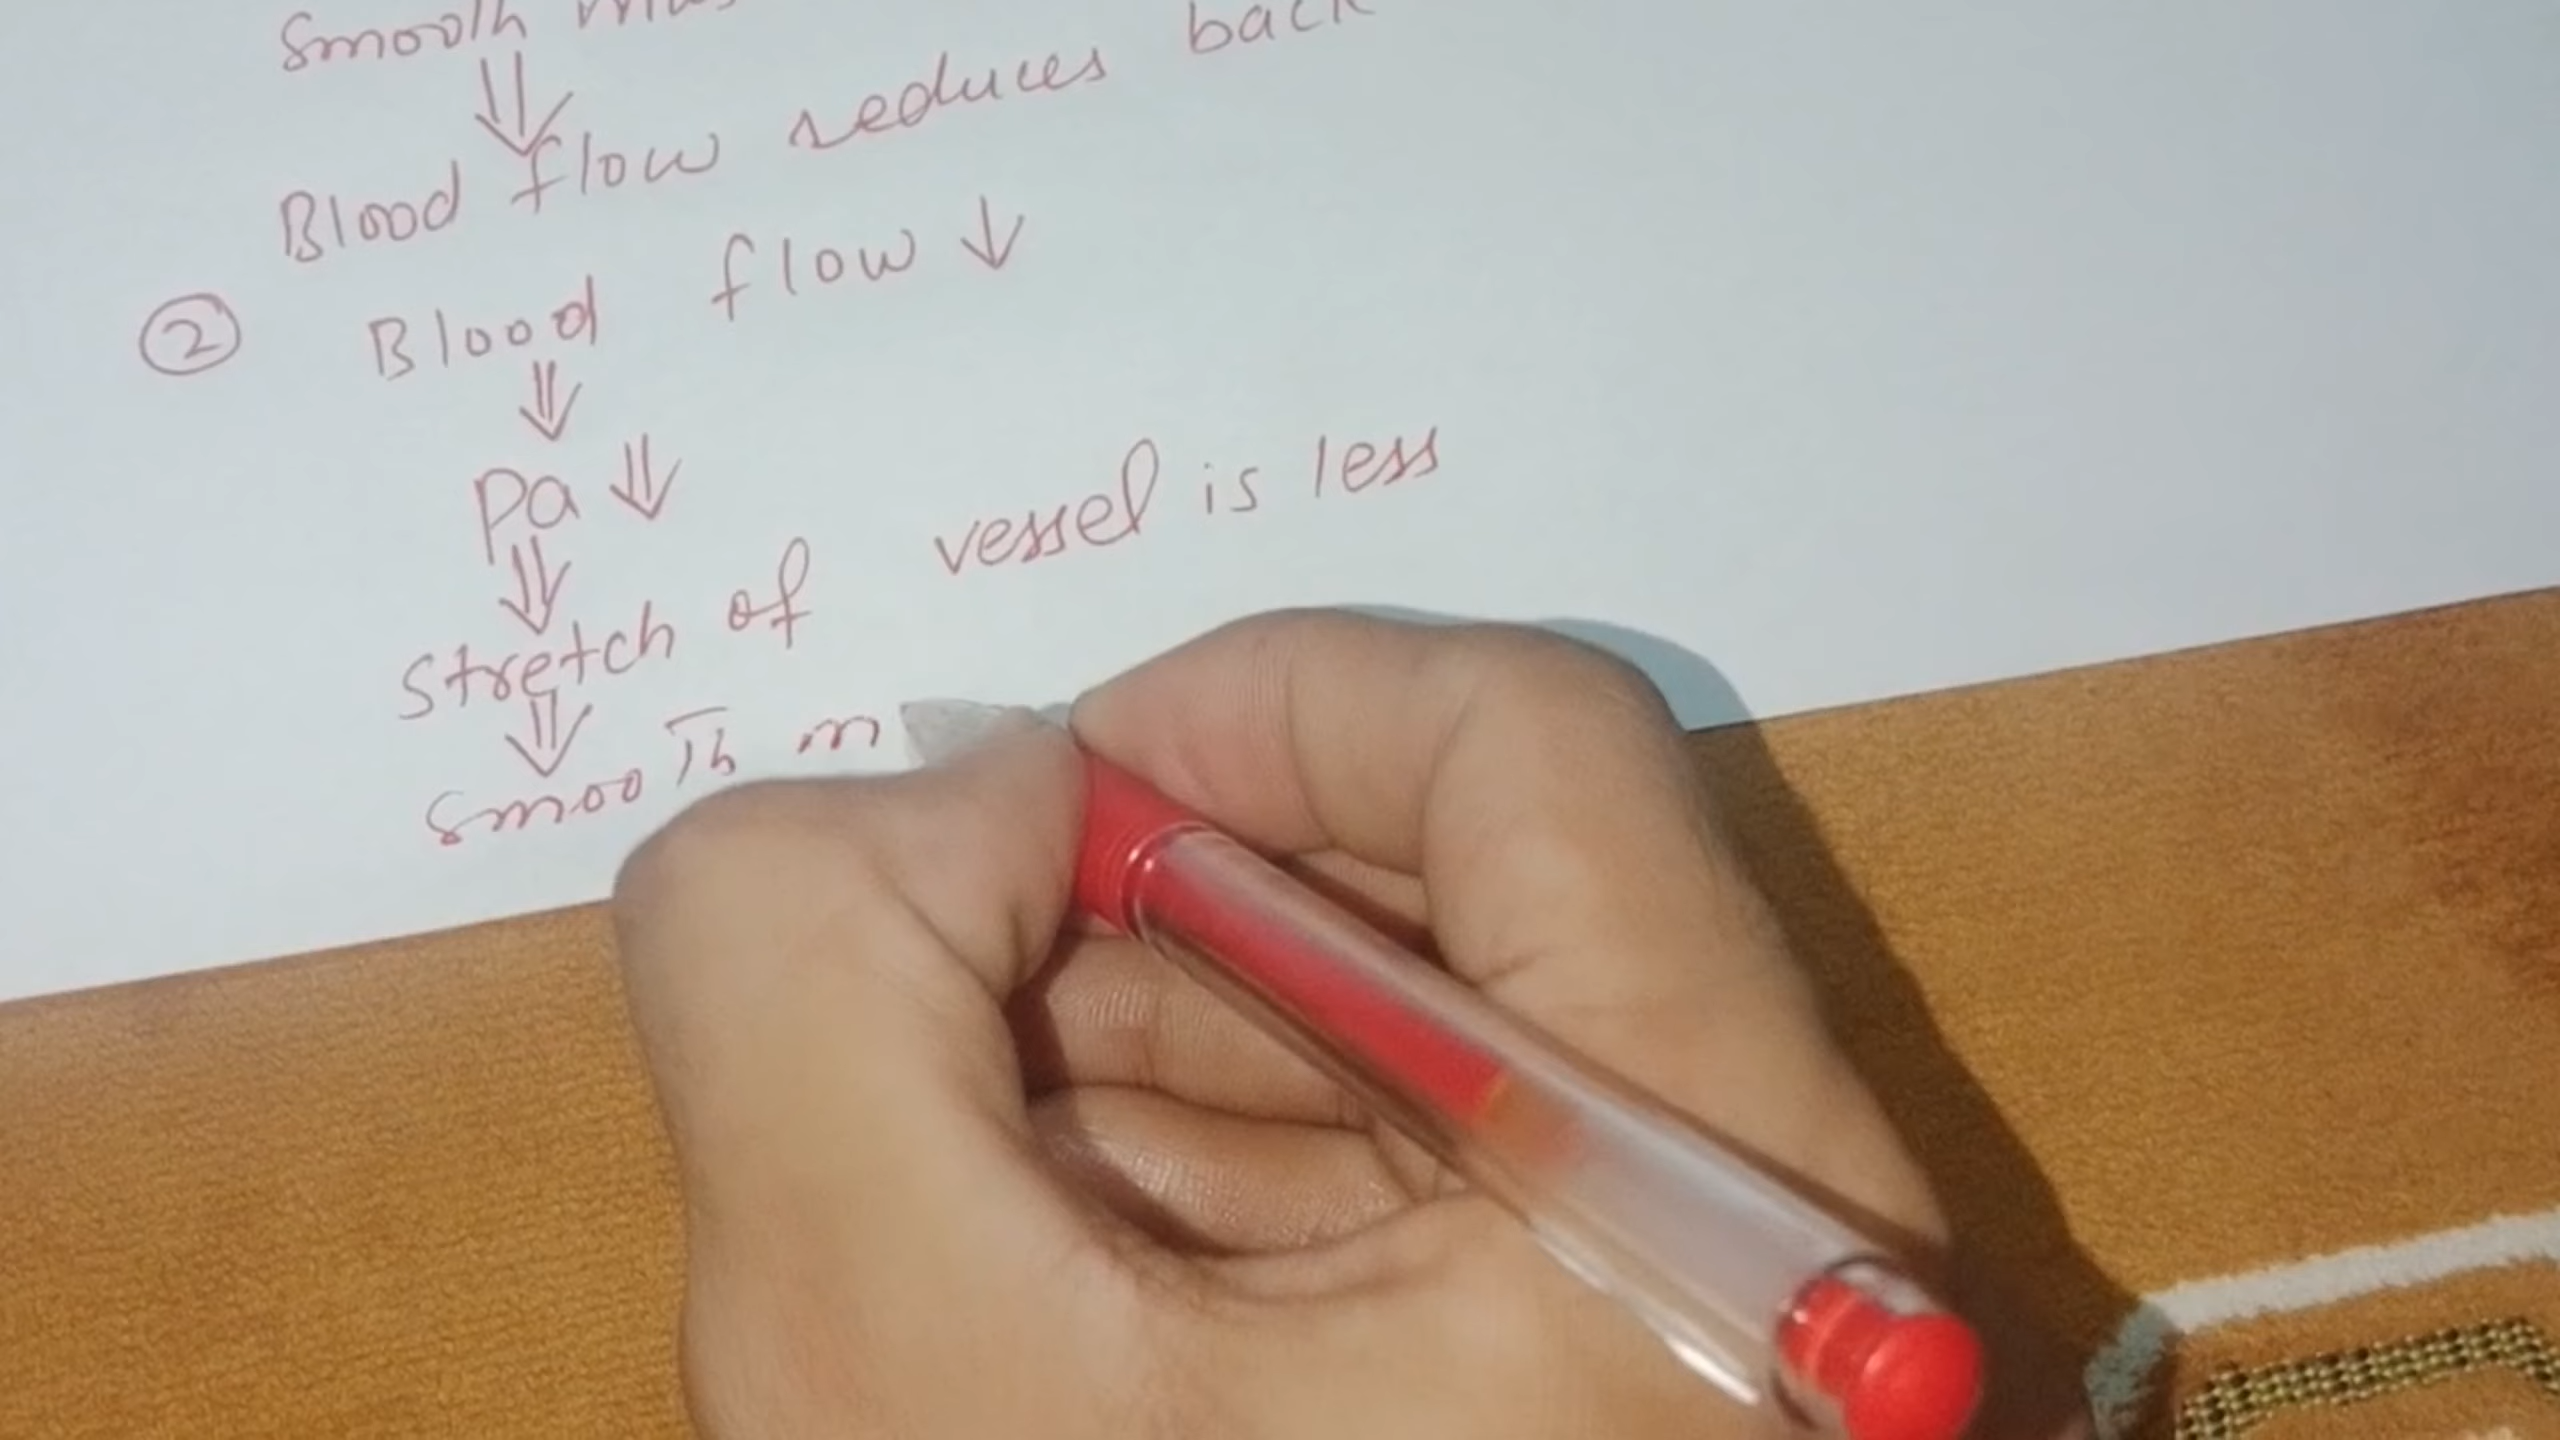 Smooth
⇓
Blood flow reduces back
② Blood flow ↓
⇓
Pa ⇓
⇓
Stretch of vessel is less
⇓
Smooth m